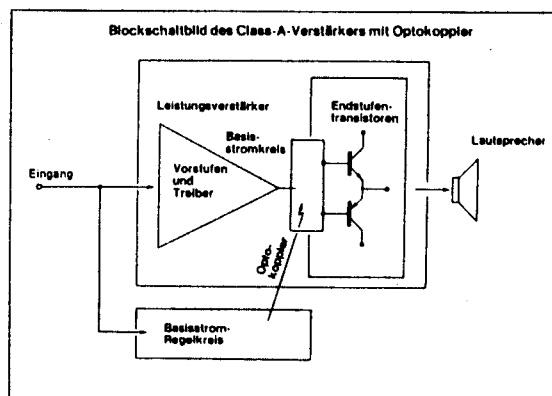 Blockschaltbild des Class-A-Verstärkers mit Optokoppler
Leistungsverstärker
Endstufen-
transistoren
Basis-
stromkreis
Lautsprecher
Eingang
Vorstufen
und
Treiber
Opto-
koppler
Basisstrom-
Regelkreis